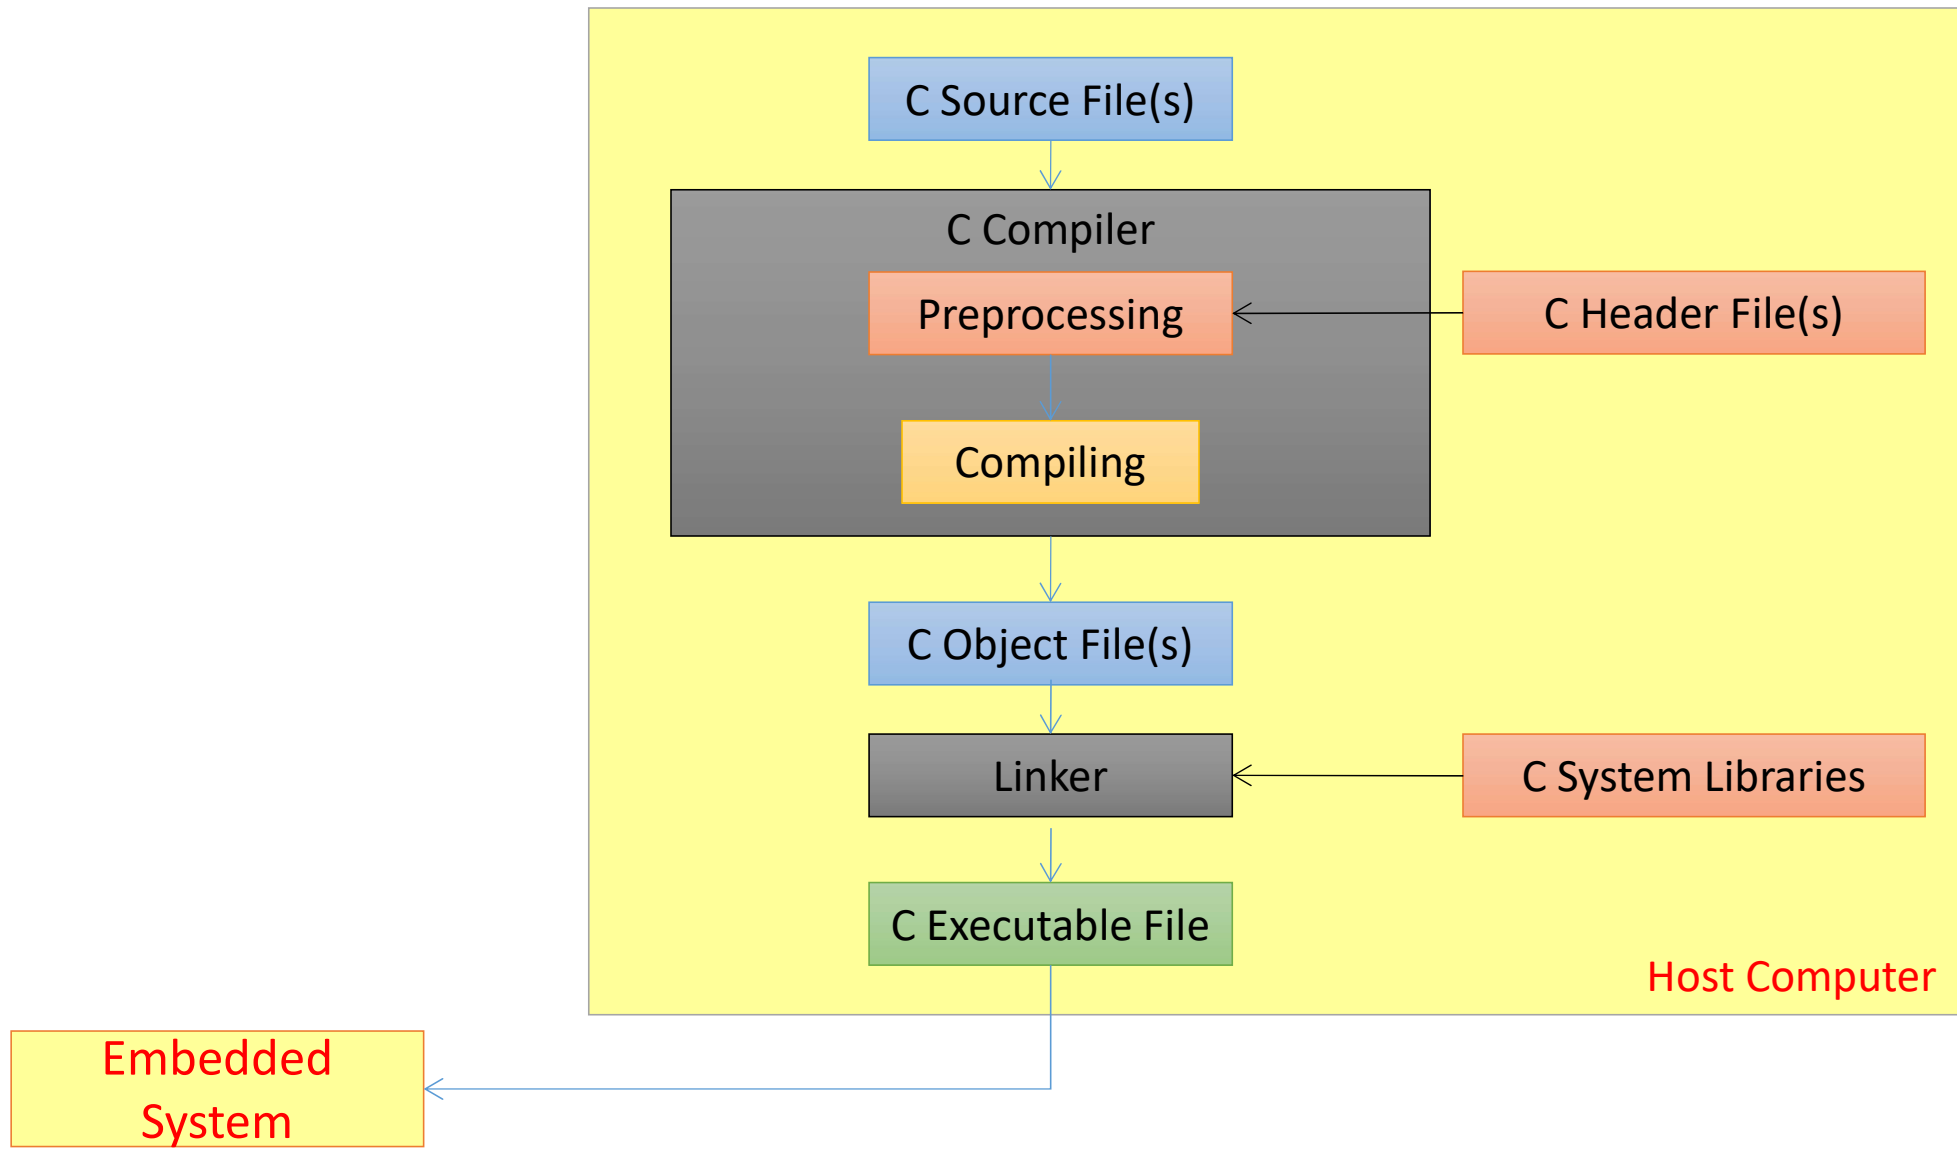 C Source File(s)
C Compiler
Preprocessing
C Header File(s)
Compiling
C Object File(s)
Linker
C System Libraries
C Executable File
Host Computer
Embedded
System